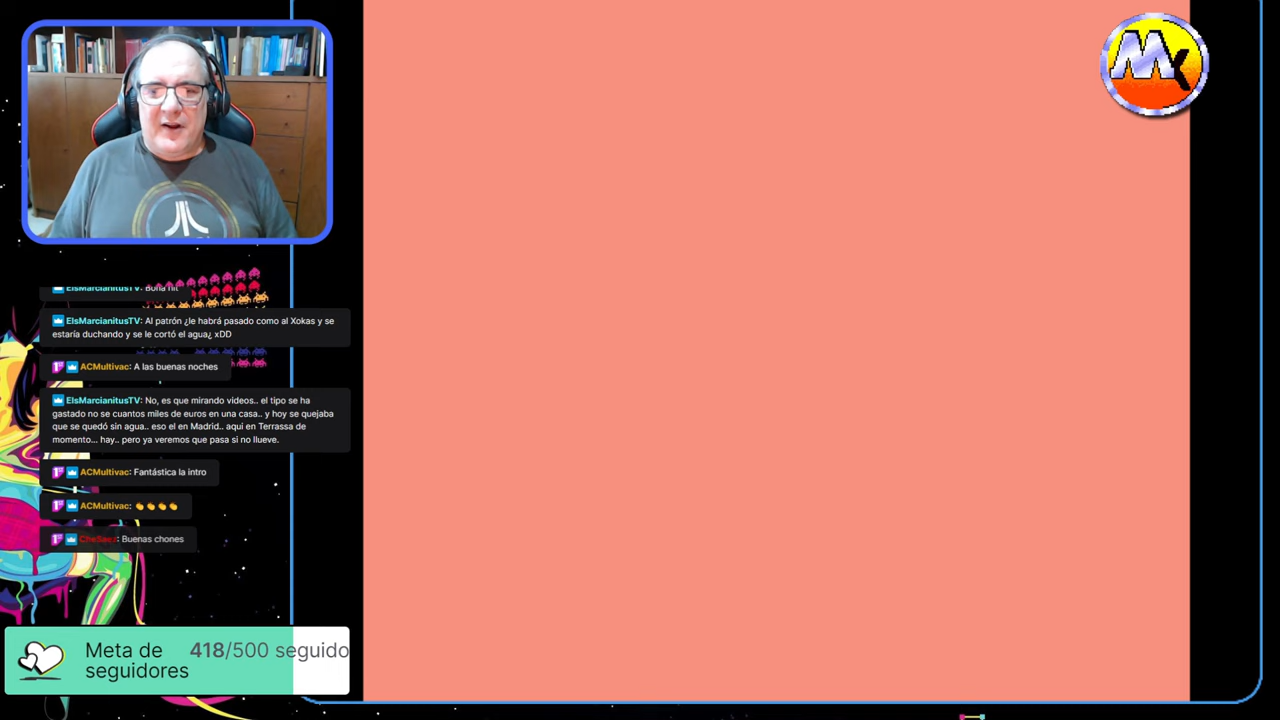 MK
ElsMarcianitusTV: Bona nit
ElsMarcianitusTV: Al patrón ¿le habrá pasado como al Xokas y se
estaría duchando y se le cortó el agua¿ xDD
ACMultivac: A las buenas noches
ElsMarcianitusTV: No, es que mirando videos.. el tipo se ha
gastado no se cuantos miles de euros en una casa.. y hoy se quejaba
que se quedó sin agua.. eso el en Madrid.. aqui en Terrassa de
momento... hay.. pero ya veremos que pasa si no llueve.
ACMultivac: Fantástica la intro
ACMultivac: 👏👏👏👏
: Buenas chones
Meta de
seguidores
418/500 seguido